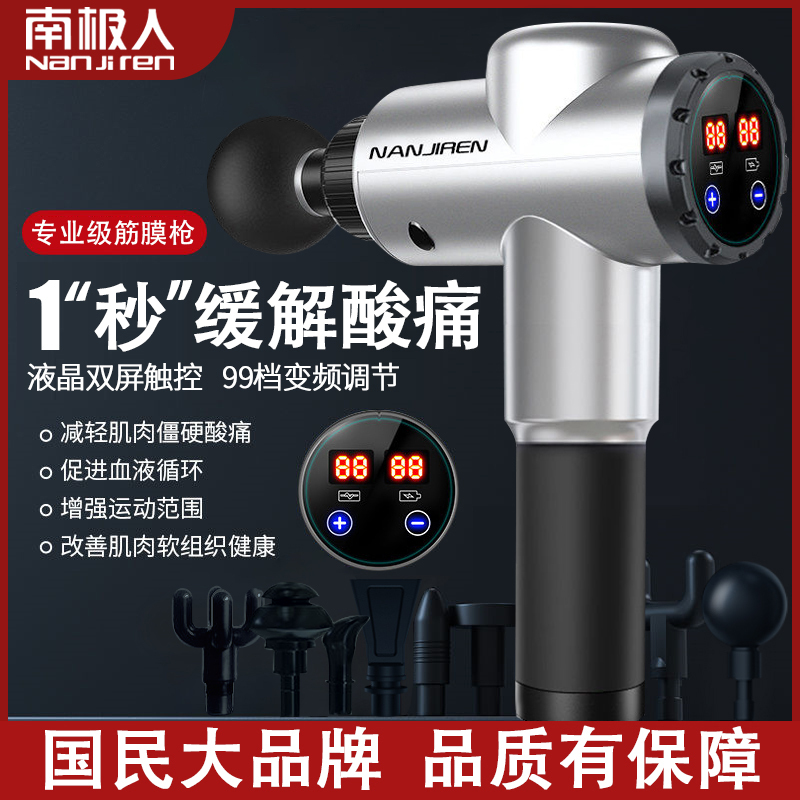 南极人
Nanjiren
NANJIREN
88 88
专业级筋膜枪
1“秒”缓解酸痛
液晶双屏触控 99档变频调节
减轻肌肉僵硬酸痛
促进血液循环
增强运动范围
改善肌肉软组织健康
88 88
国民大品牌 品质有保障